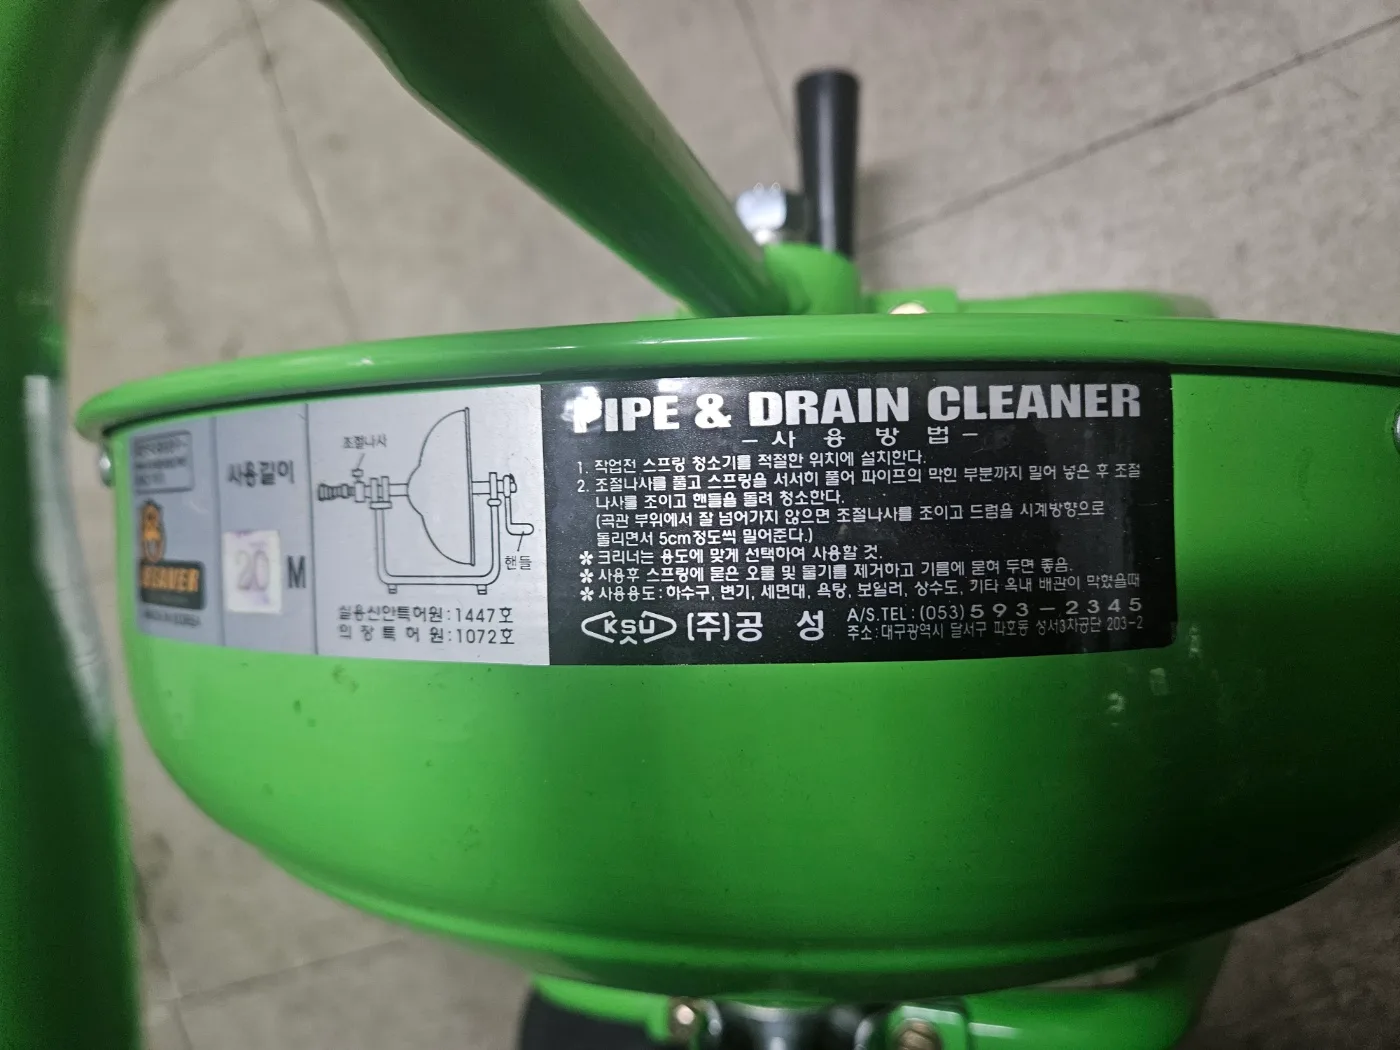 사용길이
20 M
조절나사
핸들
실용신안특허원:1447호
의장특허원:1072호
BEAVER
PIPE & DRAIN CLEANER
-사용방법-
1. 작업전 스프링 청소기를 적절한 위치에 설치한다.
2. 조절나사를 풀고 스프링을 서서히 풀어 파이프의 막힌 부분까지 밀어 넣은 후 조절
나사를 조이고 핸들을 돌려 청소한다.
(곡관 부위에서 잘 넘어가지 않으면 조절나사를 조이고 드럼을 시계방향으로
돌리면서 5cm정도씩 밀어준다.)
* 크리너는 용도에 맞게 선택하여 사용할 것.
* 사용후 스프링에 묻은 오물 및 물기를 제거하고 기름에 묻혀 두면 좋음.
* 사용용도:하수구, 변기, 세면대, 욕탕, 보일러, 상수도, 기타 옥내 배관이 막혔을때
KSU (주)공 성
A/S.TEL:(053)593-2345
주소:대구광역시 달서구 파호동 성서3차공단 203-2